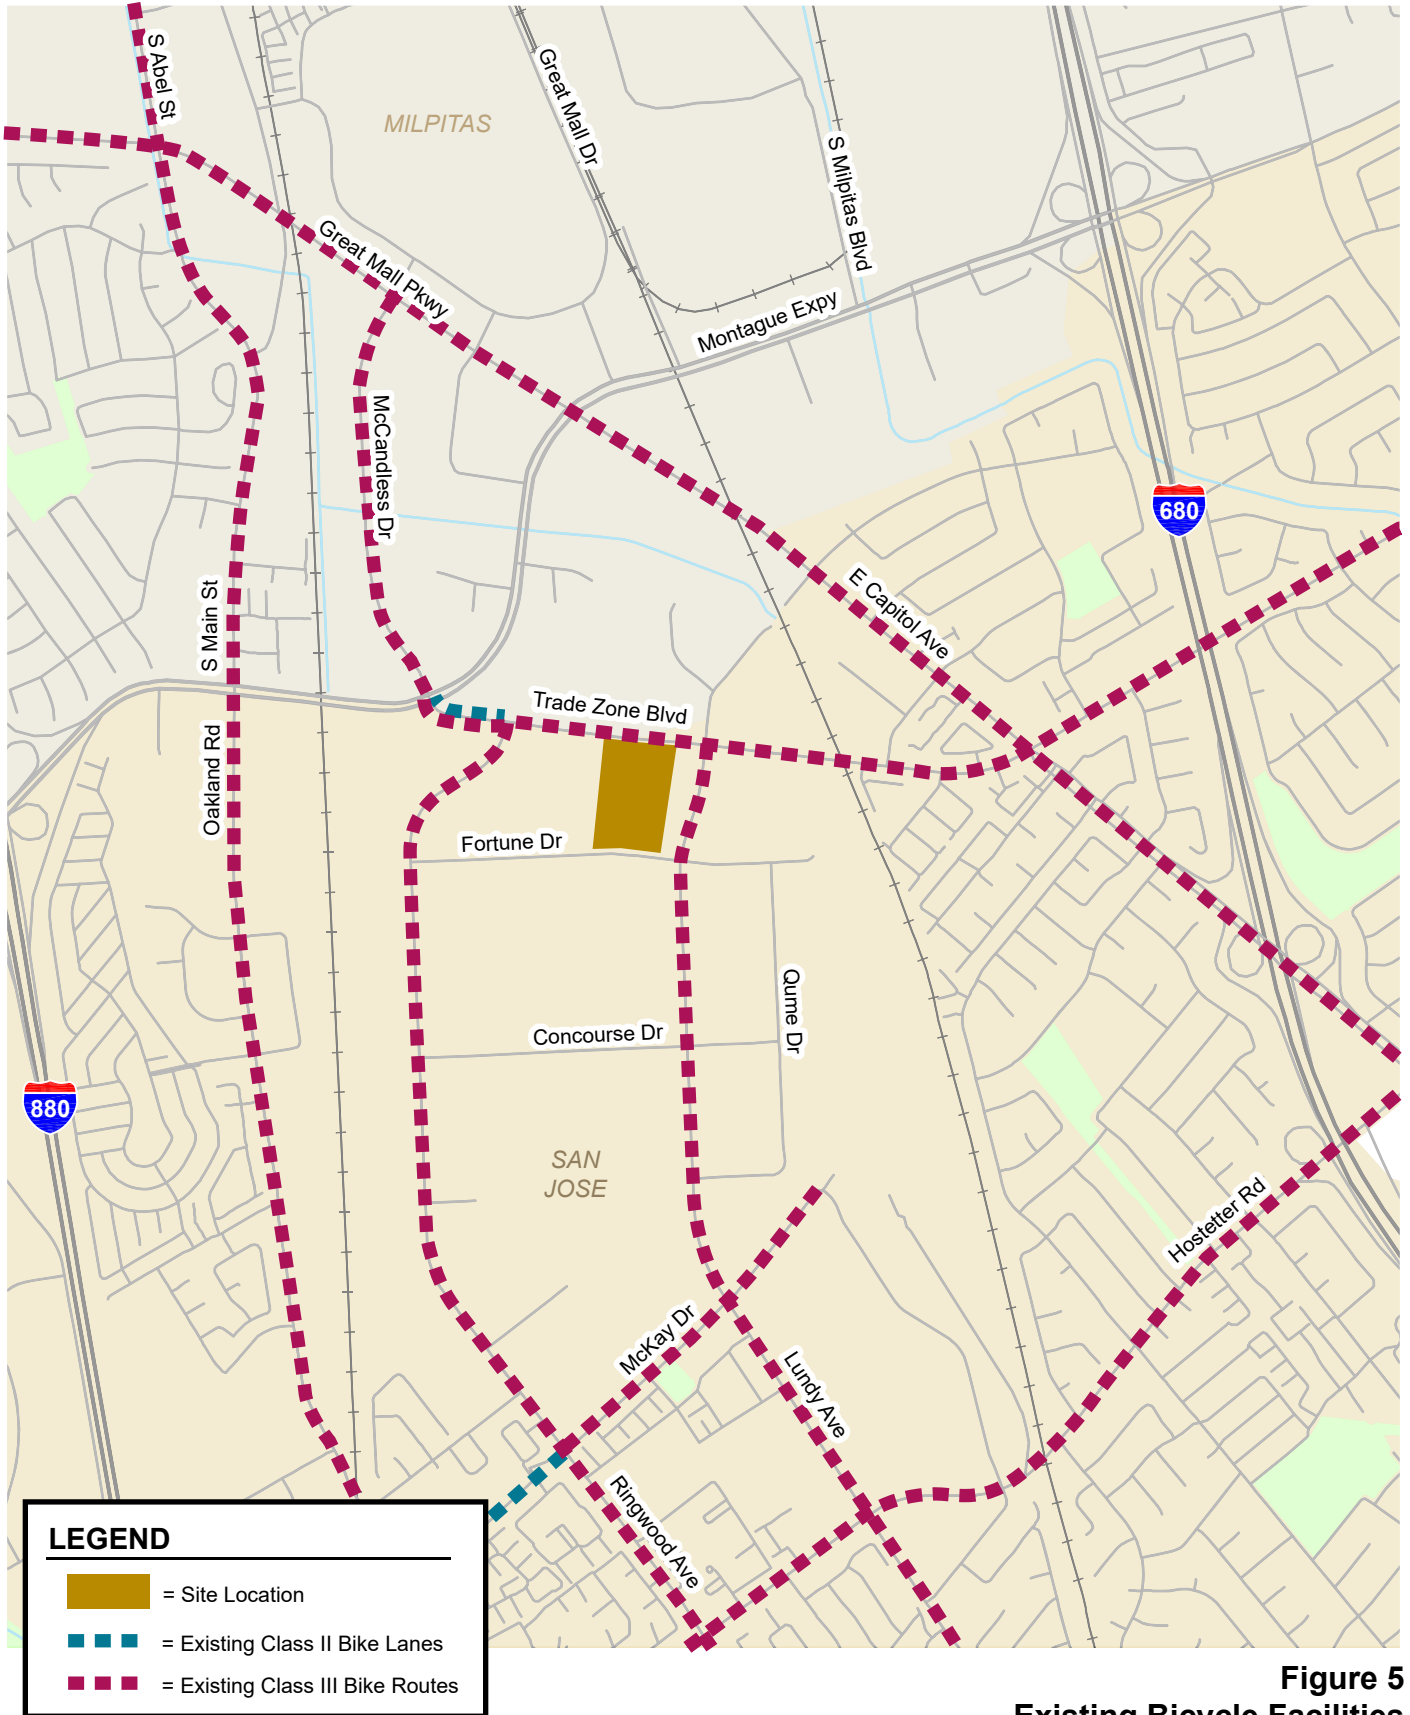 S Abel St
MILPITAS
Great Mall Dr
S Milpitas Blvd
Great Mall Pkwy
Montague Expy
McCandless Dr
680
E Capitol Ave
S Main St
Trade Zone Blvd
Oakland Rd
Fortune Dr
Qume Dr
Concourse Dr
880
SAN
JOSE
Hostetter Rd
McKay Dr
Lundy Ave
Ringwood Ave
LEGEND
= Site Location
= Existing Class II Bike Lanes
= Existing Class III Bike Routes
Figure 5
Existing Bicycle Facilities